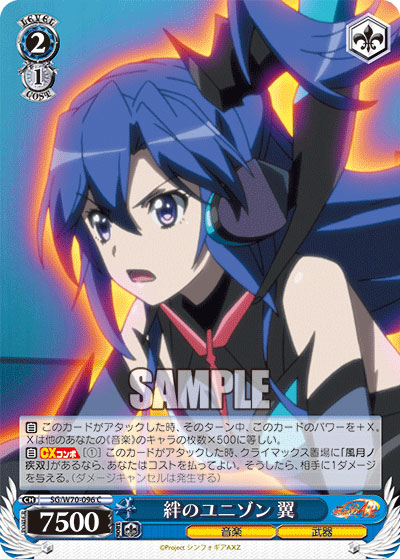 LEVEL
2
1
COST
SAMPLE
自 このカードがアタックした時、そのターン中、このカードのパワーを＋X。
Xは他のあなたの《音楽》のキャラの枚数×500に等しい。
自 CXコンボ [①] このカードがアタックした時、クライマックス置場に「風月ノ
疾双」があるなら、あなたはコストを払ってよい。そうしたら、相手に1ダメージ
を与える。（ダメージキャンセルは発生する）
CH SG/W70-096 C
7500
絆のユニゾン 翼
音楽 武器
©Project シンフォギアAXZ